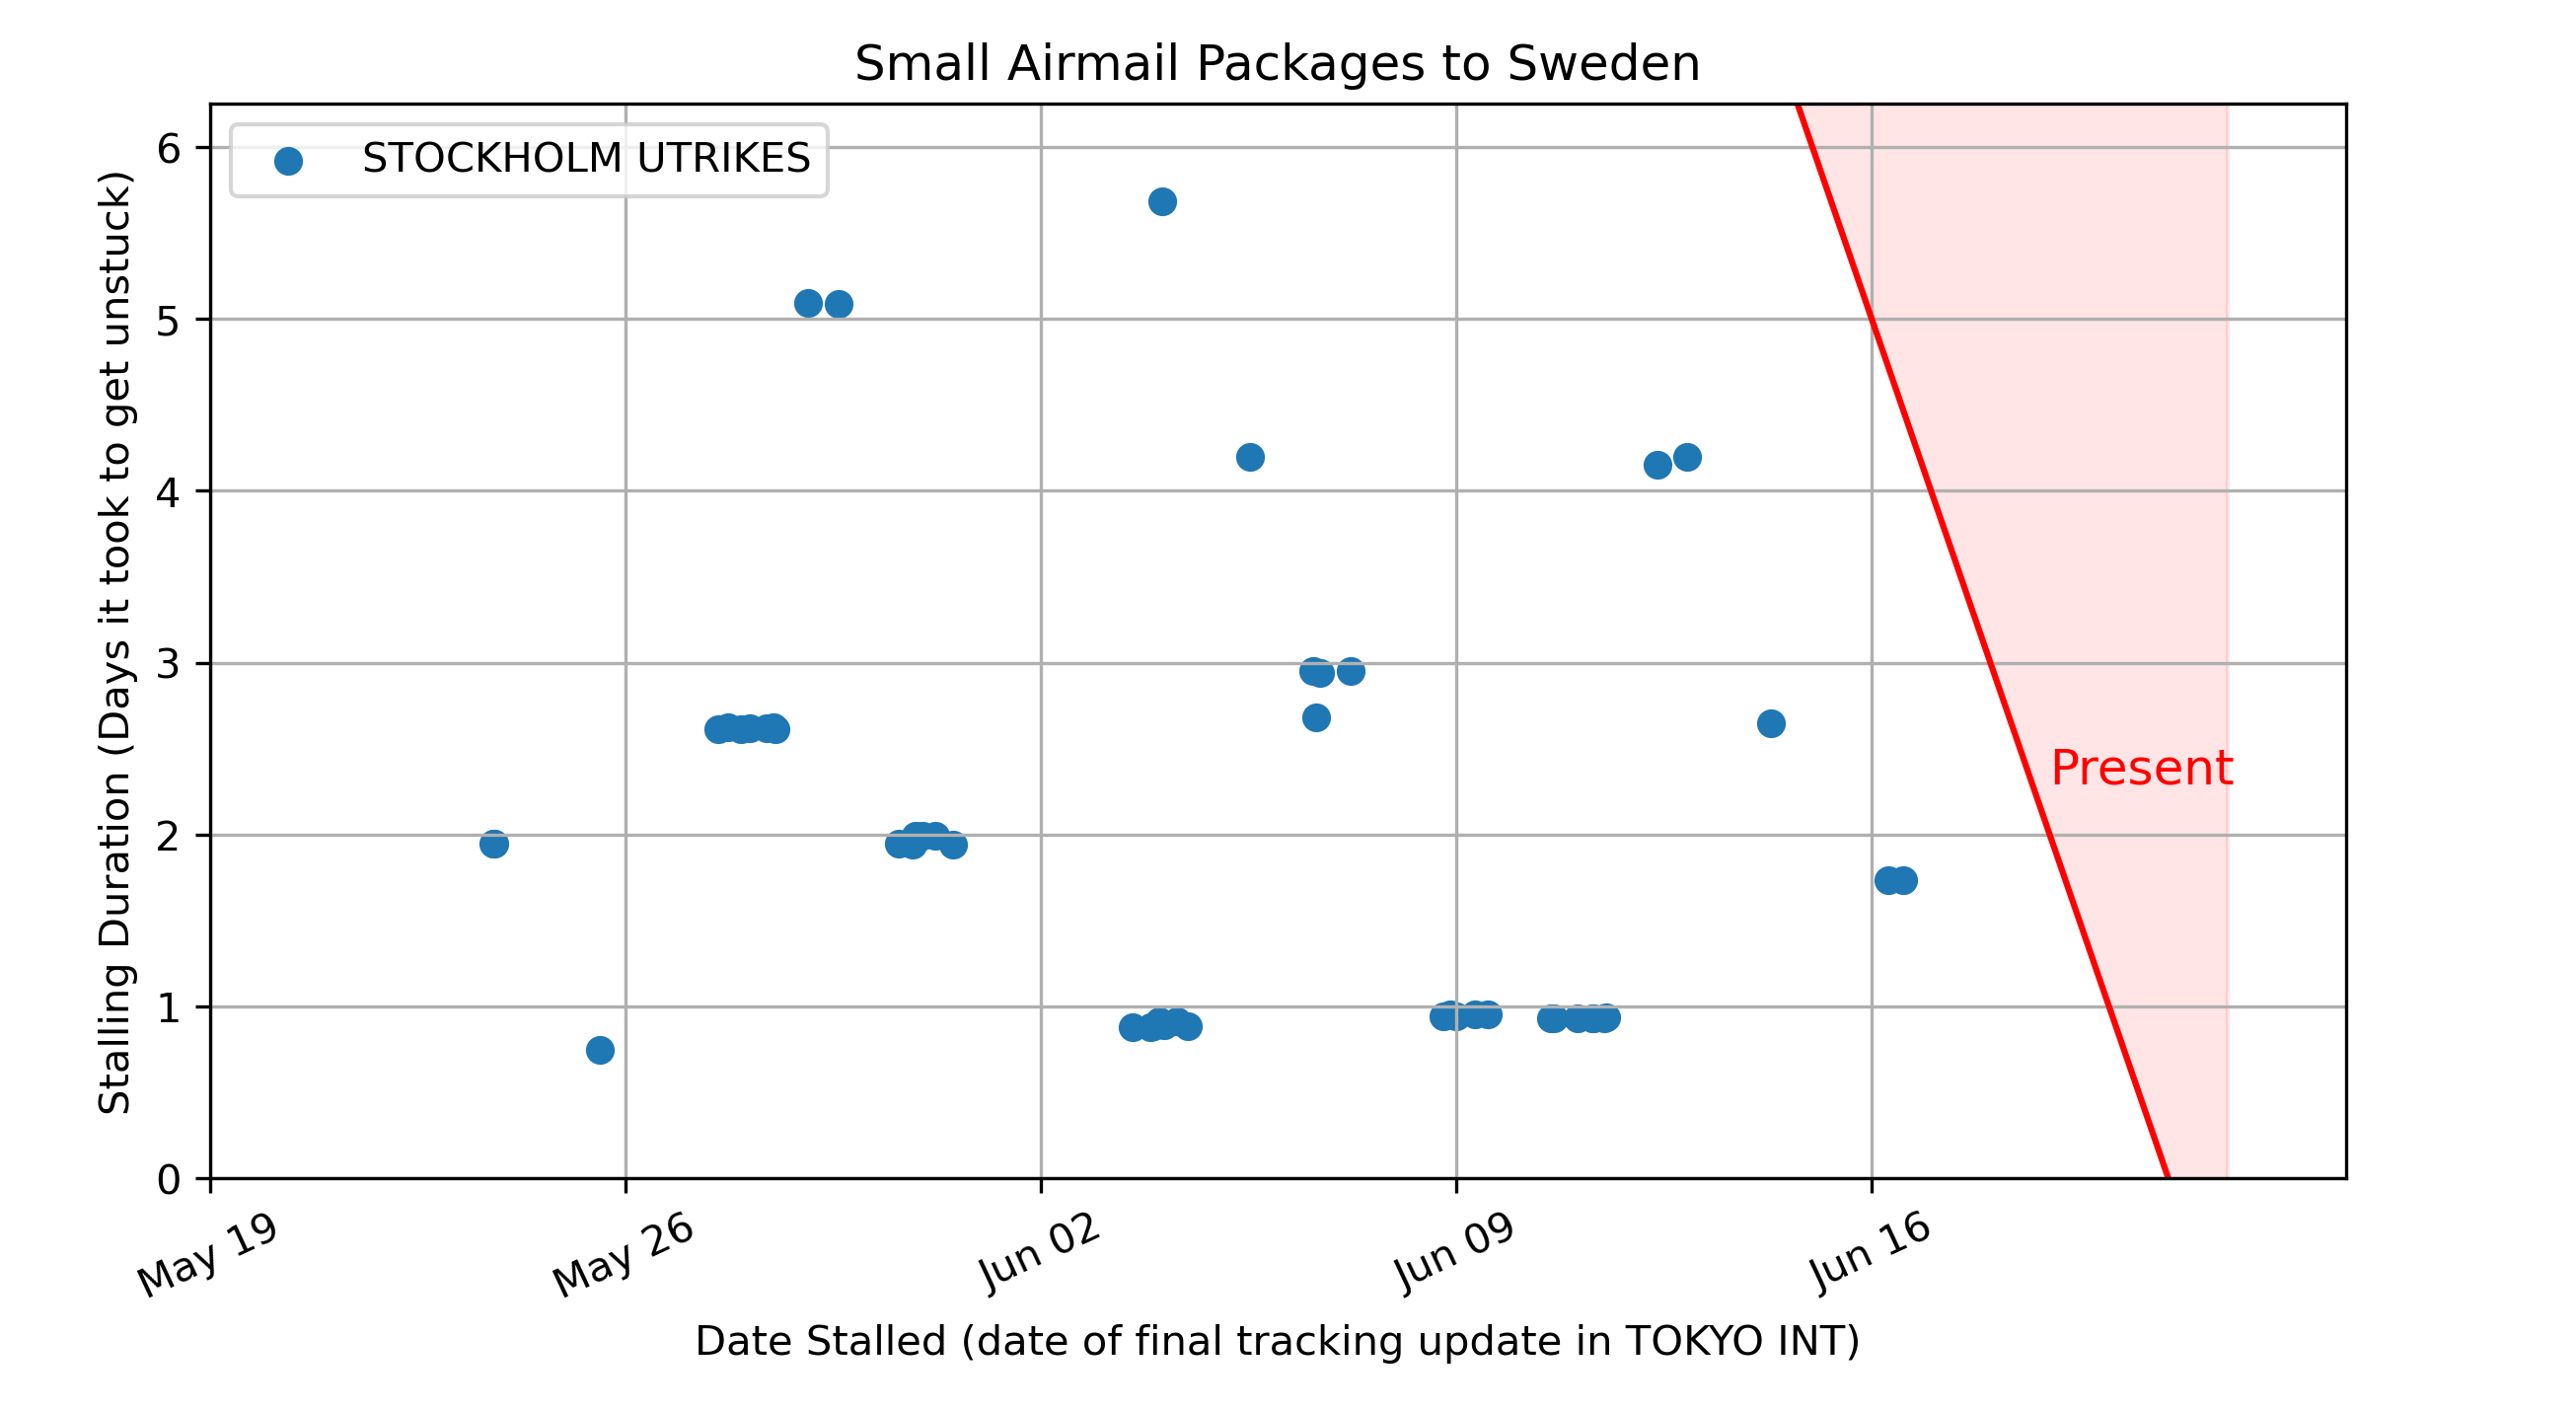 Small Airmail Packages to Sweden
STOCKHOLM UTRIKES
Stalling Duration (Days it took to get unstuck)
6
5
4
3
2
1
0
Present
May 19
May 26
Jun 02
Jun 09
Jun 16
Date Stalled (date of final tracking update in TOKYO INT)